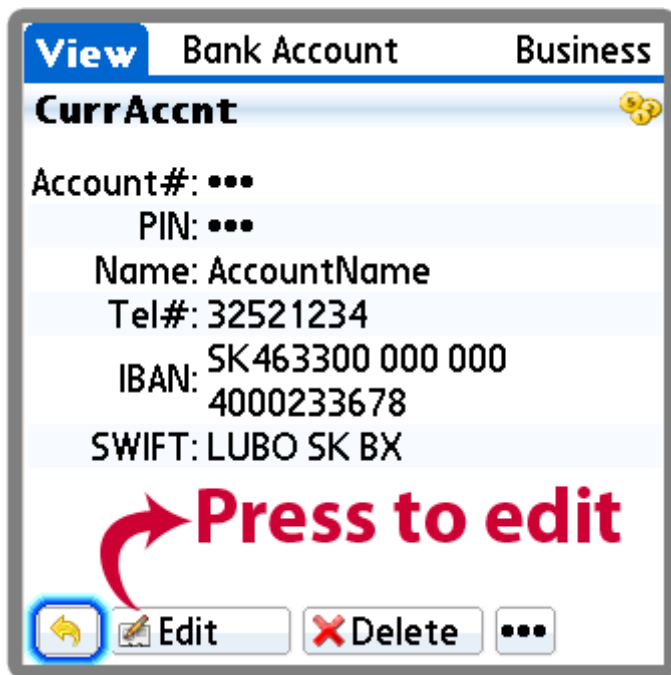 View Bank Account Business
CurrAccnt
Account#: •••
PIN: •••
Name: AccountName
Tel#: 32521234
IBAN: SK463300 000 000
4000233678
SWIFT: LUBO SK BX
Press to edit
Edit Delete •••